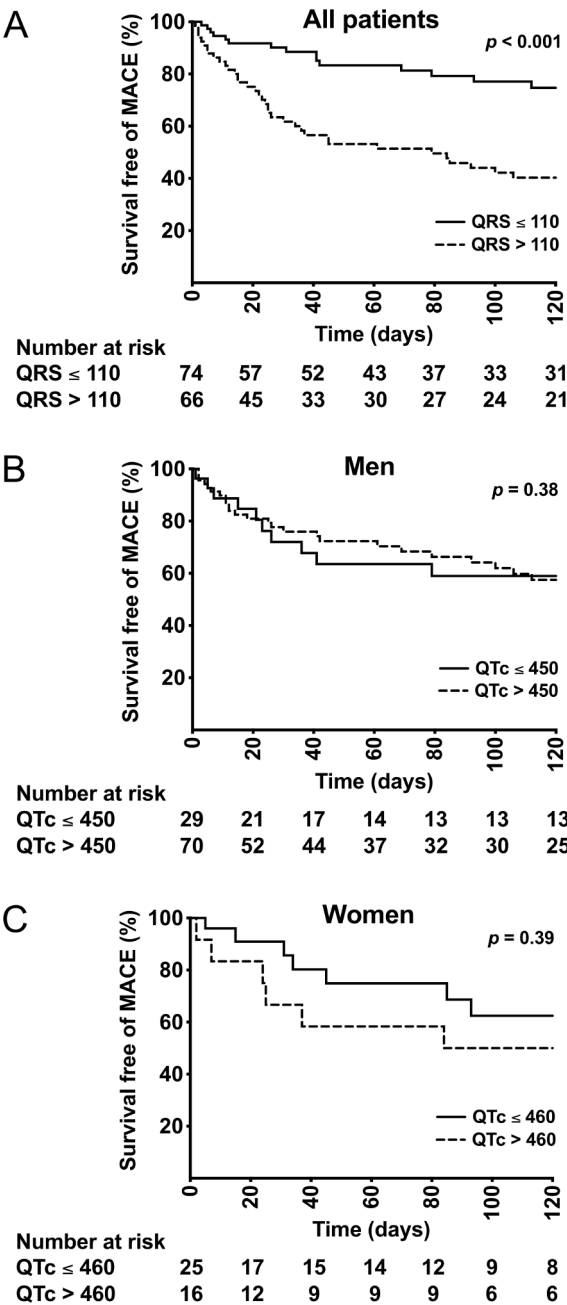 A
All patients
p < 0.001
Survival free of MACE (%)
100
80
60
40
20
QRS ≤ 110
QRS > 110
0
20
40
60
80
100
120
Time (days)
Number at risk
QRS ≤ 110 74 57 52 43 37 33 31
QRS > 110 66 45 33 30 27 24 21
B
Men
p = 0.38
Survival free of MACE (%)
100
80
60
40
20
QTc ≤ 450
QTc > 450
0
20
40
60
80
100
120
Time (days)
Number at risk
QTc ≤ 450 29 21 17 14 13 13 13
QTc > 450 70 52 44 37 32 30 25
C
Women
p = 0.39
Survival free of MACE (%)
100
80
60
40
20
QTc ≤ 460
QTc > 460
0
20
40
60
80
100
120
Time (days)
Number at risk
QTc ≤ 460 25 17 15 14 12 9 8
QTc > 460 16 12 9 9 9 6 6